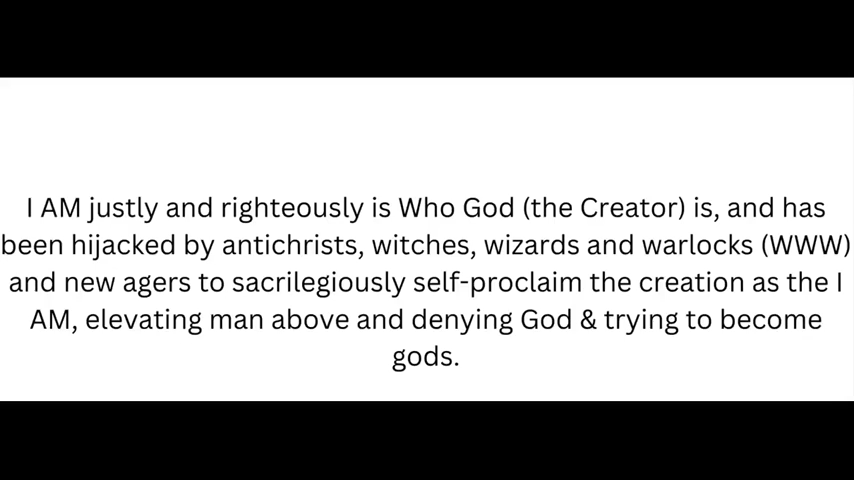 I AM justly and righteously is Who God (the Creator) is, and has
been hijacked by antichrists, witches, wizards and warlocks (WWW)
and new agers to sacrilegiously self-proclaim the creation as the I
AM, elevating man above and denying God & trying to become
gods.